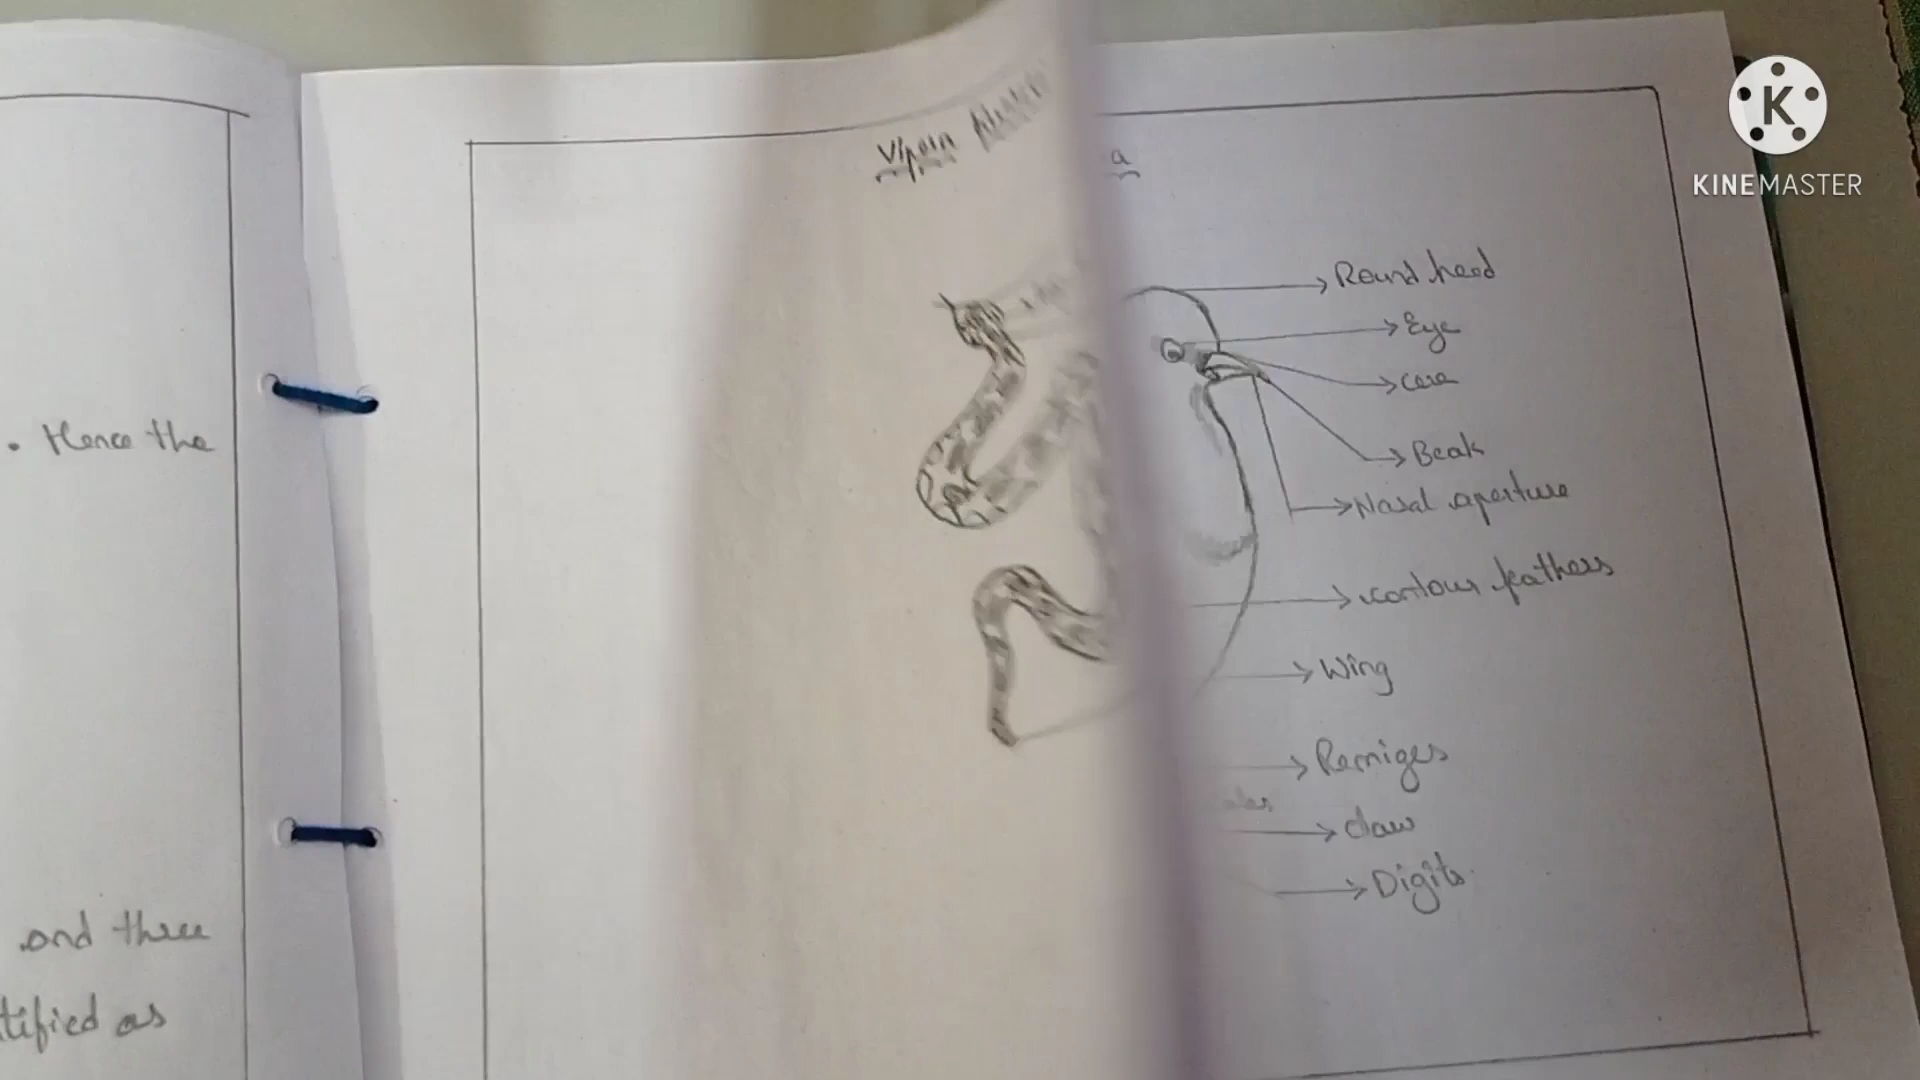 . Hence the
and three
tified as
Vipera
a
Round head
Eye
Cere
Beak
Nasal aperture
contour feathers
Wing
Remiges
claw
Digits
KINEMASTER